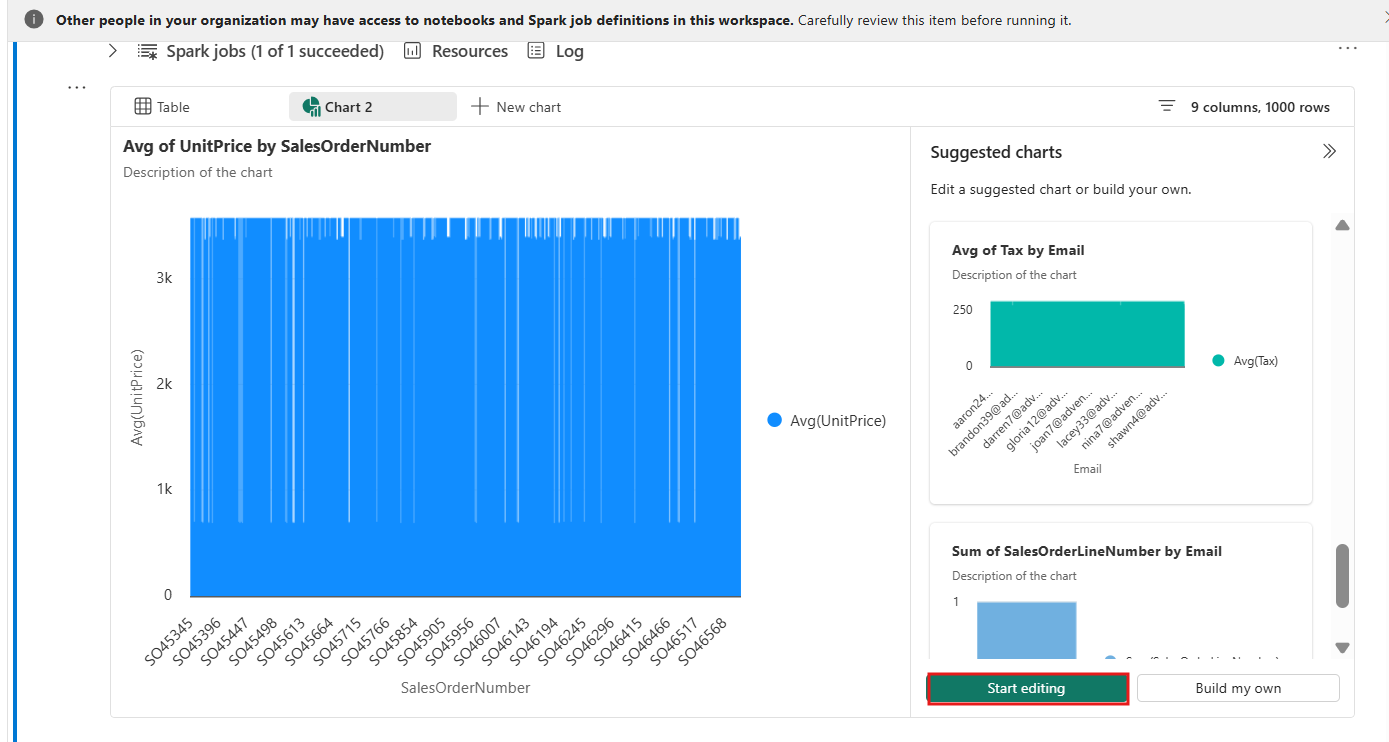 Other people in your organization may have access to notebooks and Spark job definitions in this workspace. Carefully review this item before running it.
Spark jobs (1 of 1 succeeded) Resources Log
Table Chart 2 New chart 9 columns, 1000 rows
Avg of UnitPrice by SalesOrderNumber
Description of the chart
3k
2k
1k
0
Avg(UnitPrice)
SO45345 SO45396 SO45447 SO45498 SO45613 SO45664 SO45715 SO45766 SO45854 SO45905 SO45956 SO46007 SO46143 SO46194 SO46245 SO46296 SO46415 SO46466 SO46517 SO46568
SalesOrderNumber
Avg(UnitPrice)
Suggested charts
Edit a suggested chart or build your own.
Avg of Tax by Email
Description of the chart
250
0
Avg(Tax)
aaron24... brandon39@ad... darren7@adv... gloria12@adv... joan7@adven... lacey33@adv... nina7@adven... shawn4@adv...
Email
Sum of SalesOrderLineNumber by Email
Description of the chart
1
Start editing Build my own